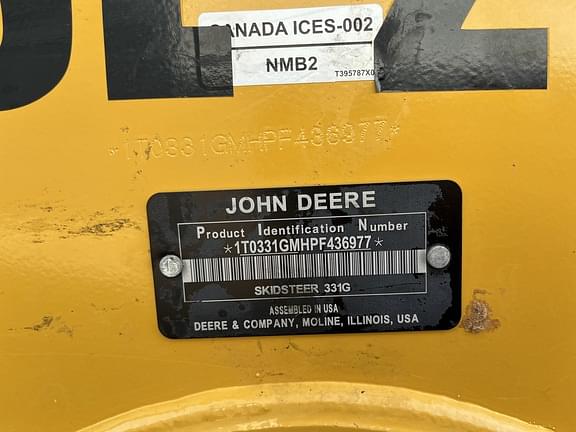 CANADA ICES-002
NMB2
T395787X0
*1T0331GMHPF436977*
JOHN DEERE
Product Identification Number
*1T0331GMHPF436977*
SKIDSTEER 331G
ASSEMBLED IN USA
DEERE & COMPANY, MOLINE, ILLINOIS, USA